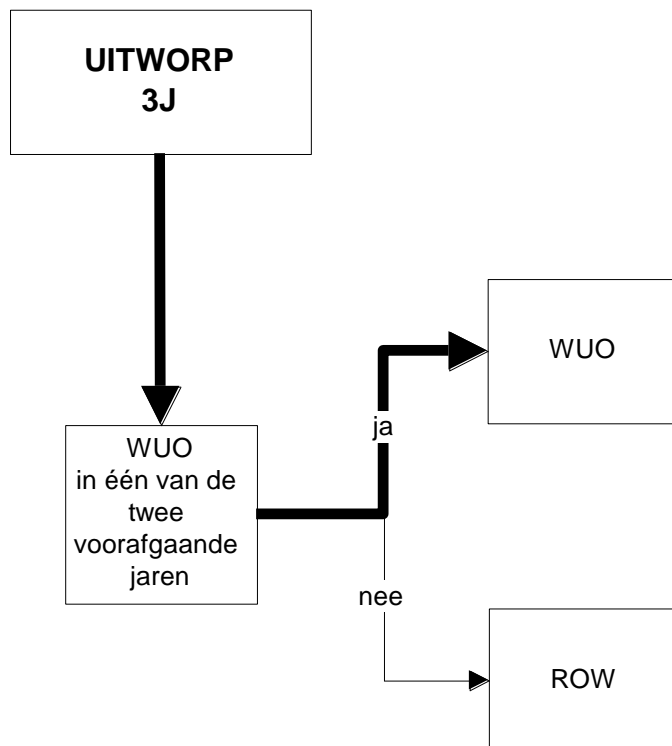 UITWORP
3J
WUO
ja
WUO
in één van de
twee
voorafgaande
jaren
nee
ROW